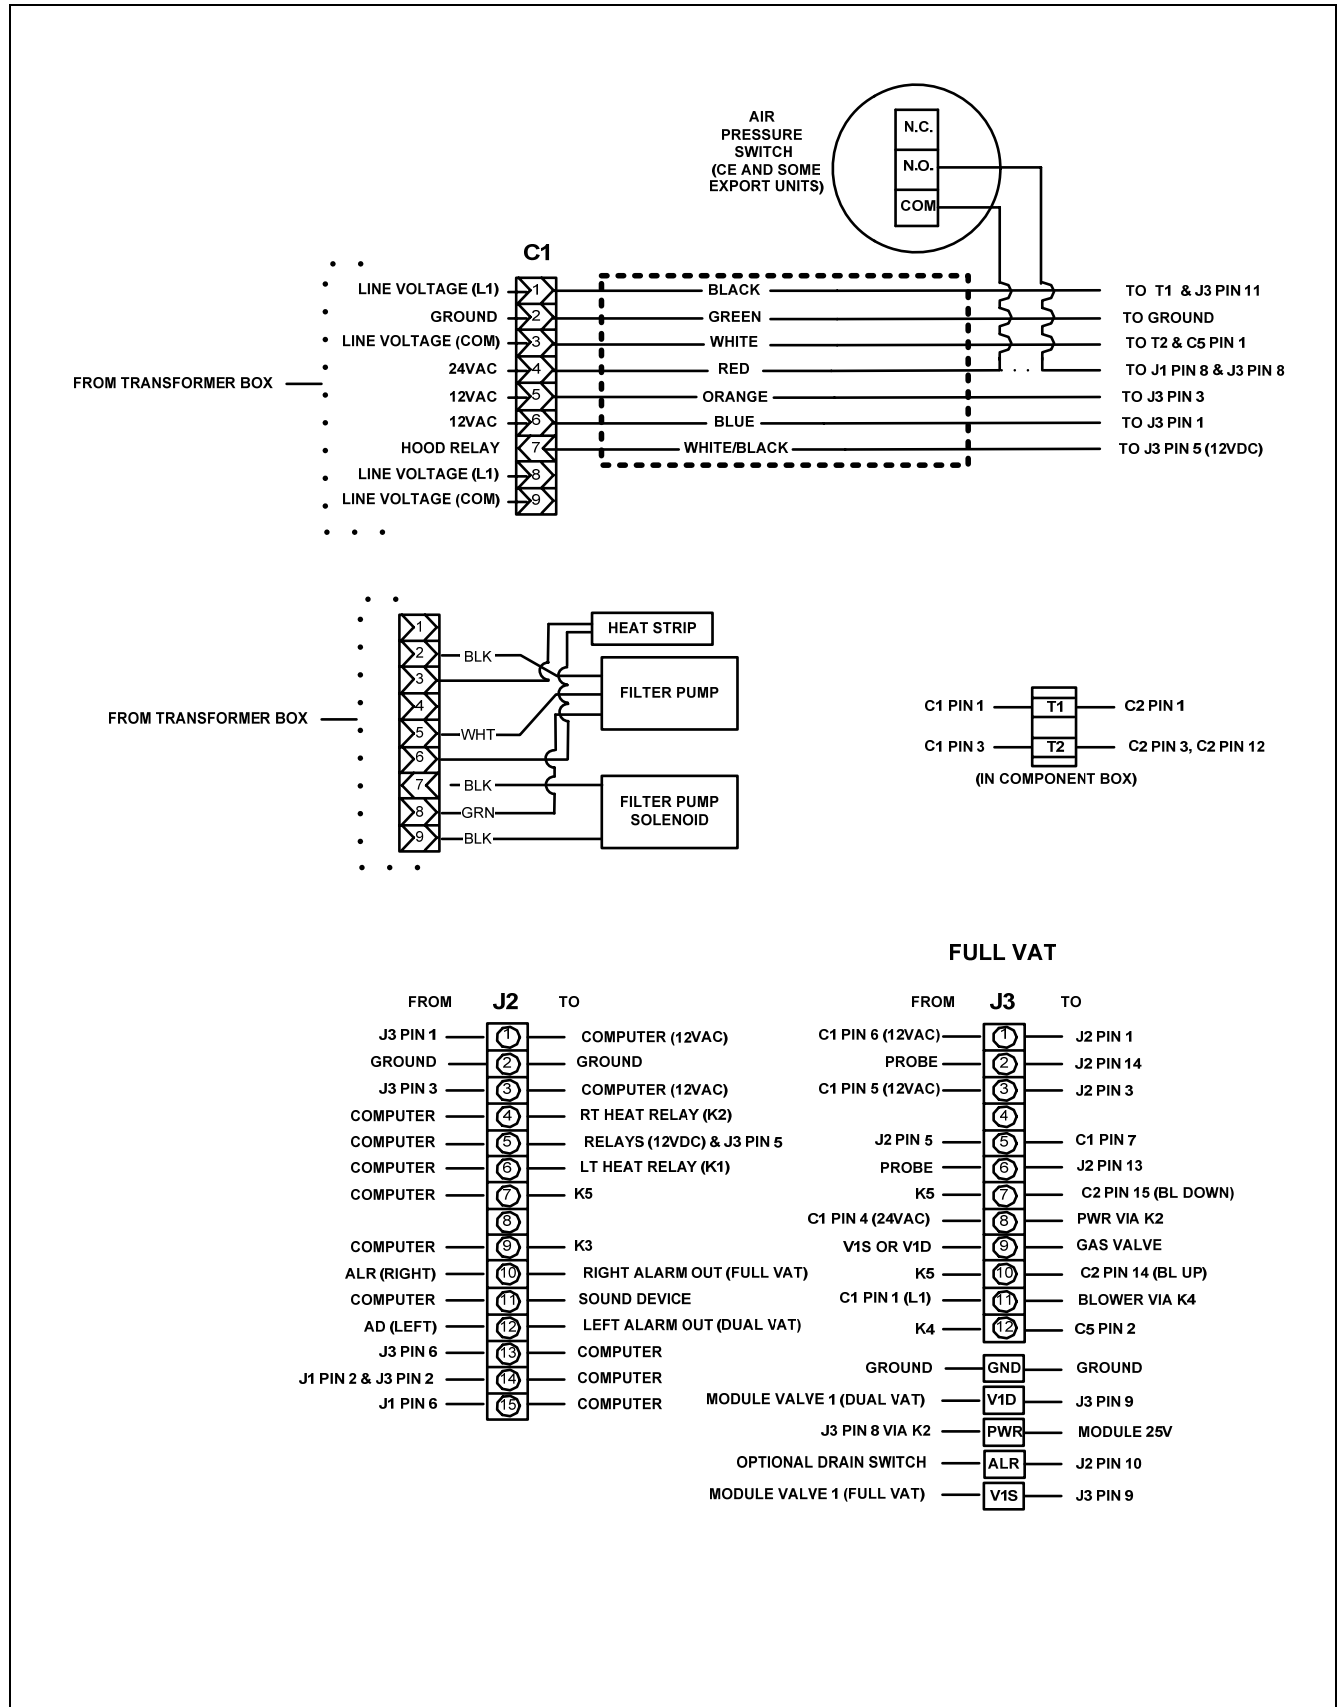 AIR
PRESSURE
SWITCH
(CE AND SOME
EXPORT UNITS)
N.C.
N.O.
COM
C1
LINE VOLTAGE (L1) 1 BLACK TO T1 & J3 PIN 11
GROUND 2 GREEN TO GROUND
LINE VOLTAGE (COM) 3 WHITE TO T2 & C5 PIN 1
24VAC 4 RED TO J1 PIN 8 & J3 PIN 8
12VAC 5 ORANGE TO J3 PIN 3
12VAC 6 BLUE TO J3 PIN 1
HOOD RELAY 7 WHITE/BLACK TO J3 PIN 5 (12VDC)
LINE VOLTAGE (L1) 8
LINE VOLTAGE (COM) 9
FROM TRANSFORMER BOX
1
2 BLK
3
4
5 WHT
6
7 BLK
8 GRN
9 BLK
HEAT STRIP
FILTER PUMP
FILTER PUMP
SOLENOID
FROM TRANSFORMER BOX
C1 PIN 1 T1 C2 PIN 1
C1 PIN 3 T2 C2 PIN 3, C2 PIN 12
(IN COMPONENT BOX)
FROM J2 TO
J3 PIN 1 1 COMPUTER (12VAC)
GROUND 2 GROUND
J3 PIN 3 3 COMPUTER (12VAC)
COMPUTER 4 RT HEAT RELAY (K2)
COMPUTER 5 RELAYS (12VDC) & J3 PIN 5
COMPUTER 6 LT HEAT RELAY (K1)
COMPUTER 7 K5
8
COMPUTER 9 K3
ALR (RIGHT) 10 RIGHT ALARM OUT (FULL VAT)
COMPUTER 11 SOUND DEVICE
AD (LEFT) 12 LEFT ALARM OUT (DUAL VAT)
J3 PIN 6 13 COMPUTER
J1 PIN 2 & J3 PIN 2 14 COMPUTER
J1 PIN 6 15 COMPUTER
FULL VAT
FROM J3 TO
C1 PIN 6 (12VAC) 1 J2 PIN 1
PROBE 2 J2 PIN 14
C1 PIN 5 (12VAC) 3 J2 PIN 3
4
J2 PIN 5 5 C1 PIN 7
PROBE 6 J2 PIN 13
K5 7 C2 PIN 15 (BL DOWN)
C1 PIN 4 (24VAC) 8 PWR VIA K2
V1S OR V1D 9 GAS VALVE
K5 10 C2 PIN 14 (BL UP)
C1 PIN 1 (L1) 11 BLOWER VIA K4
K4 12 C5 PIN 2
GROUND GND GROUND
MODULE VALVE 1 (DUAL VAT) V1D J3 PIN 9
J3 PIN 8 VIA K2 PWR MODULE 25V
OPTIONAL DRAIN SWITCH ALR J2 PIN 10
MODULE VALVE 1 (FULL VAT) V1S J3 PIN 9